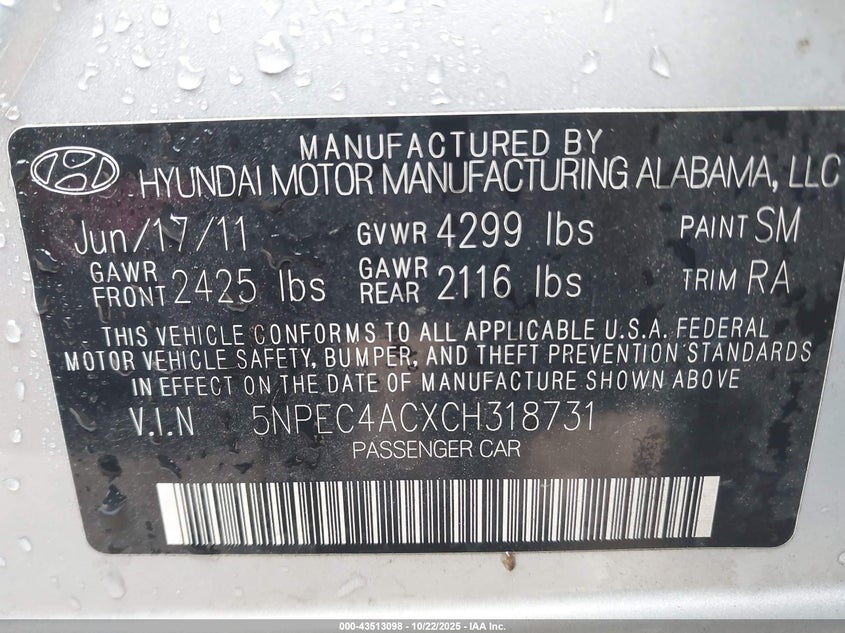 MANUFACTURED BY
HYUNDAI MOTOR MANUFACTURING ALABAMA, LLC
Jun/17/11 GVWR 4299 lbs PAINT SM
GAWR FRONT 2425 lbs GAWR REAR 2116 lbs TRIM RA
THIS VEHICLE CONFORMS TO ALL APPLICABLE U.S.A. FEDERAL
MOTOR VEHICLE SAFETY, BUMPER, AND THEFT PREVENTION STANDARDS
IN EFFECT ON THE DATE OF MANUFACTURE SHOWN ABOVE
V.I.N 5NPEC4ACXCH318731
PASSENGER CAR
000-43513098 - 10/22/2025 - IAA Inc.